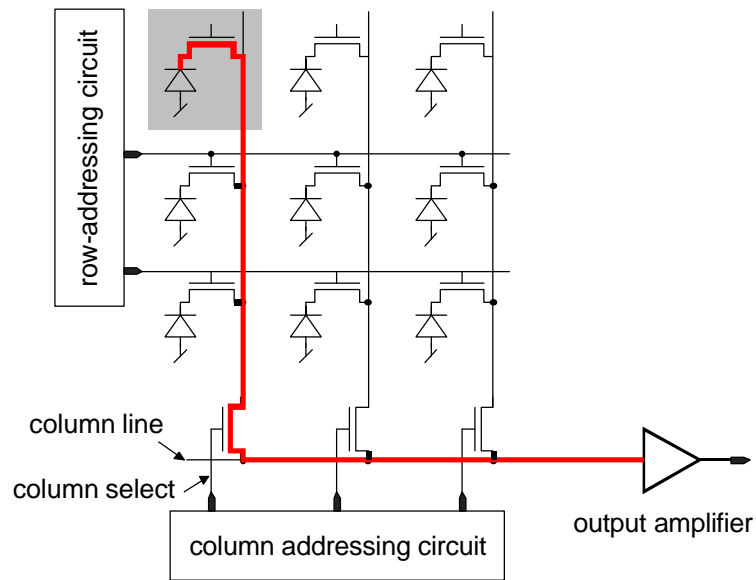 row-addressing circuit
column line
column select
output amplifier
column addressing circuit